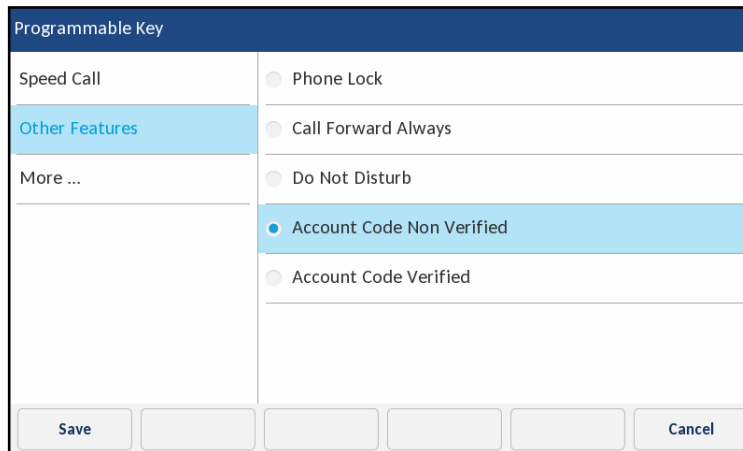 Programmable Key
Speed Call
Other Features
More ...
Phone Lock
Call Forward Always
Do Not Disturb
Account Code Non Verified
Account Code Verified
Save
Cancel